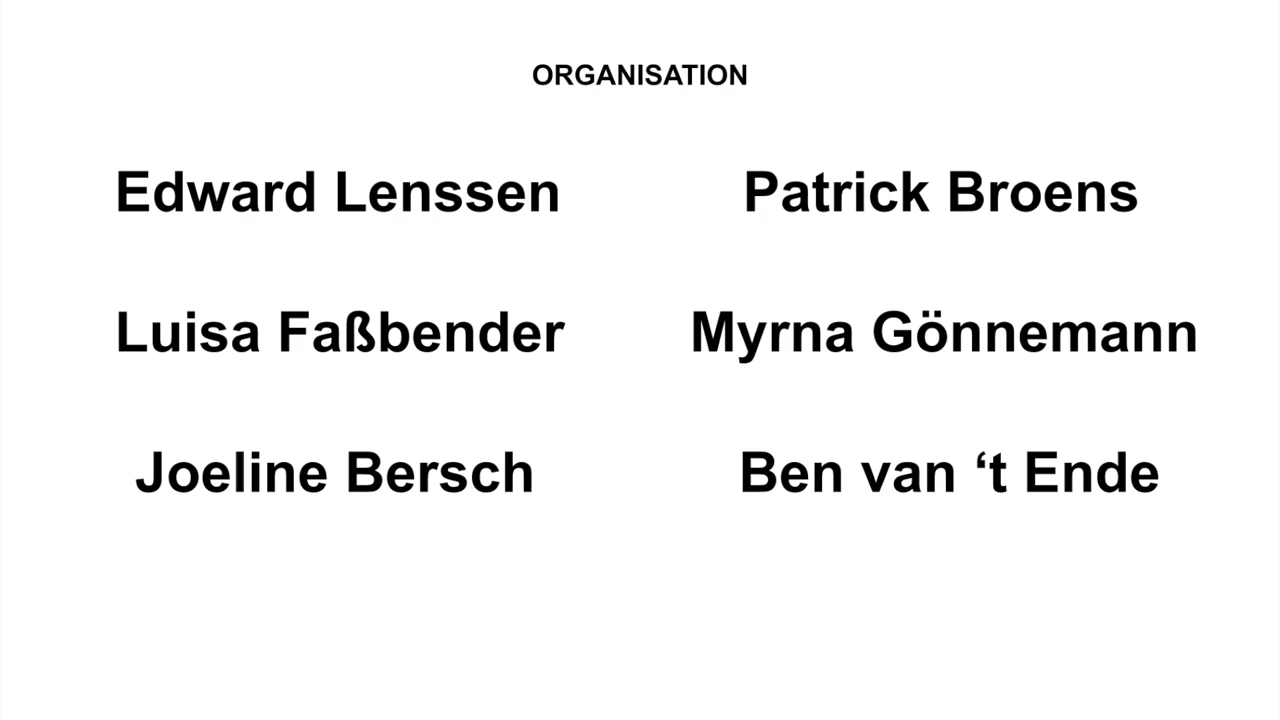 ORGANISATION
Edward Lenssen
Patrick Broens
Luisa Faßbender
Myrna Gönnemann
Joeline Bersch
Ben van ‘t Ende